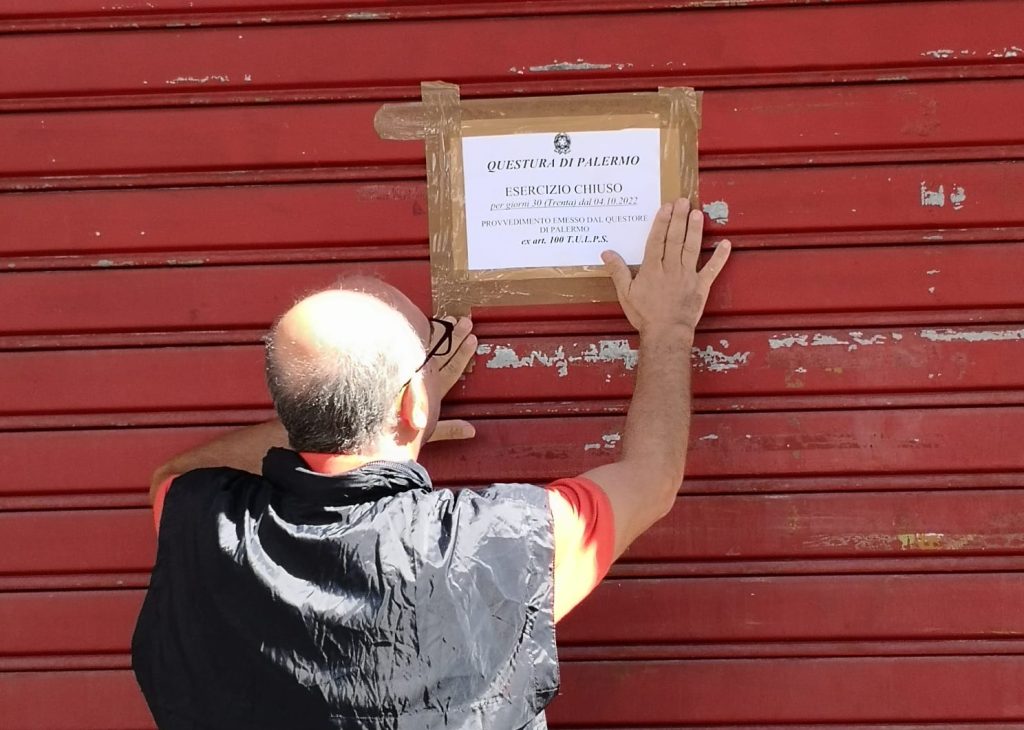 QUESTURA DI PALERMO
ESERCIZIO CHIUSO
per giorni 30 (Trenta) dal 04.10.2022
PROVVEDIMENTO EMESSO DAL QUESTORE
DI PALERMO
ex art. 100 T.U.L.P.S.